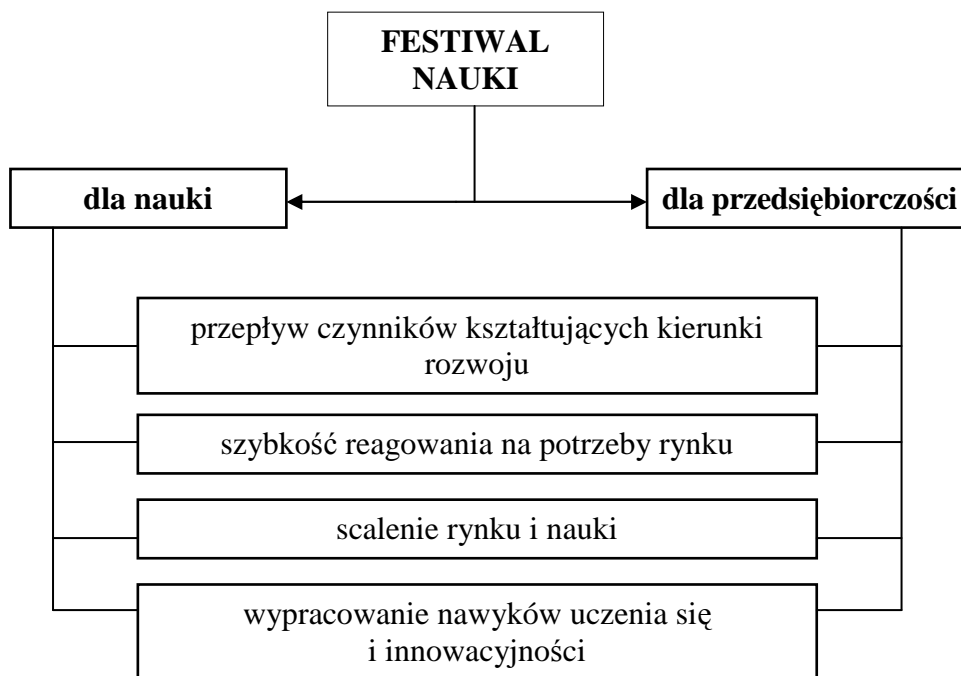 FESTIWAL
NAUKI
dla nauki
dla przedsiębiorczości
przepływ czynników kształtujących kierunki
rozwoju
szybkość reagowania na potrzeby rynku
scalenie rynku i nauki
wypracowanie nawyków uczenia się
i innowacyjności